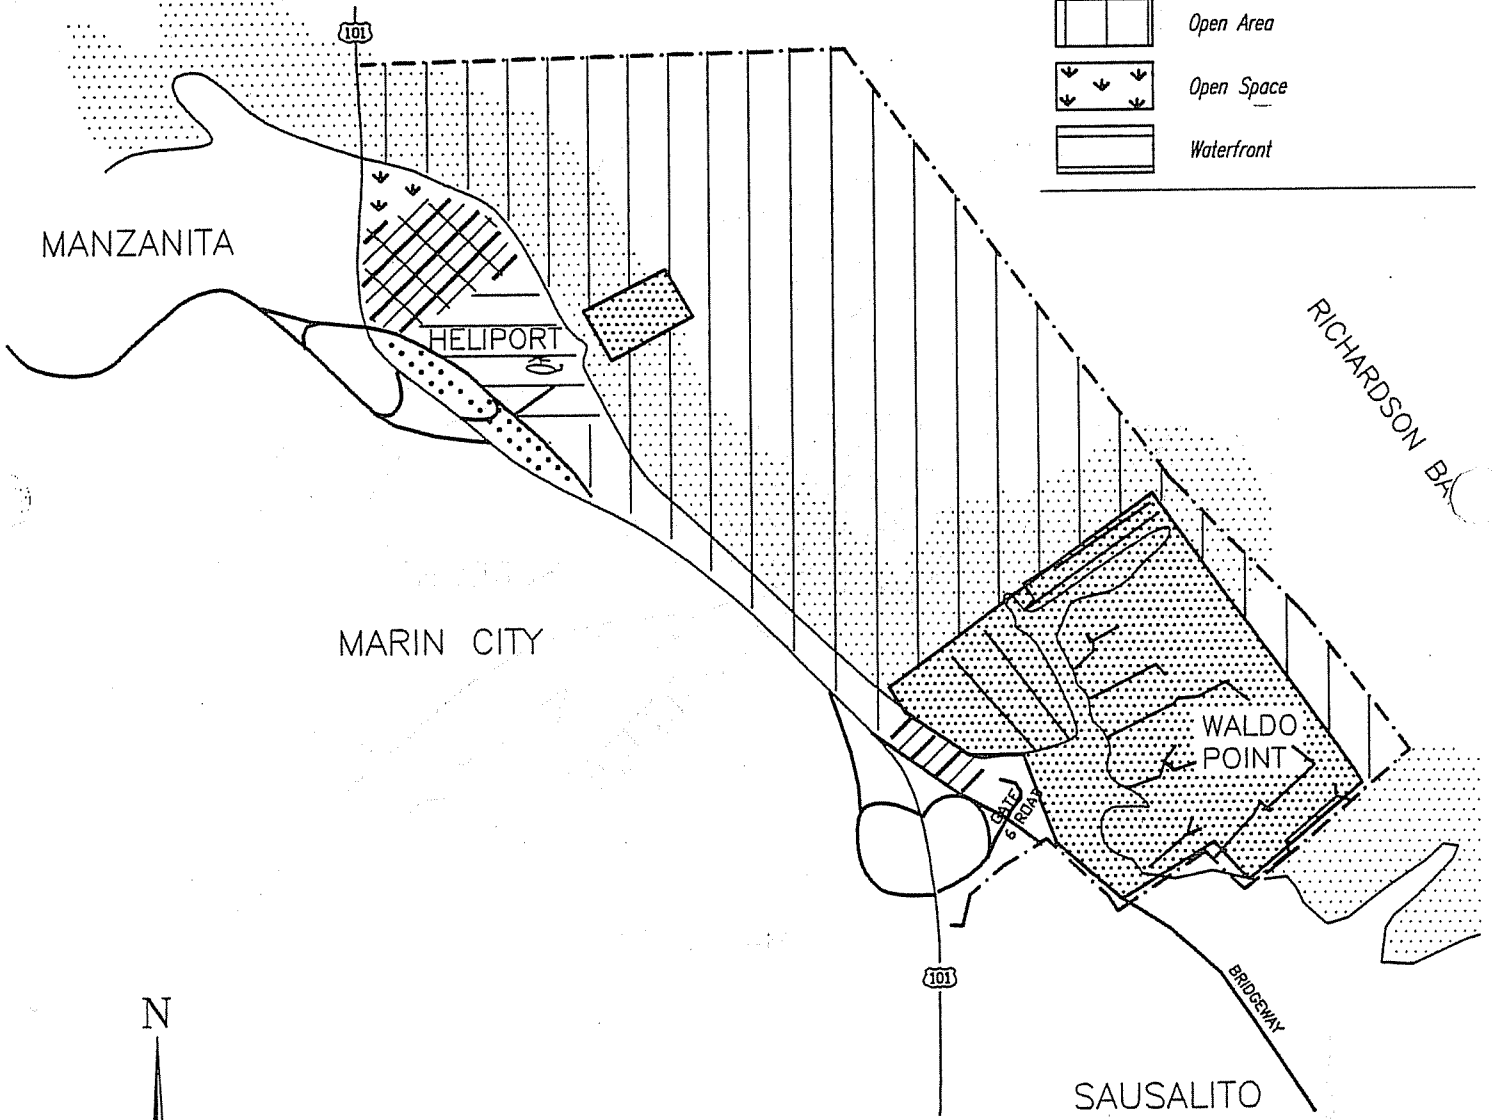 101
Open Area
Open Space
Waterfront
MANZANITA
HELIPORT
RICHARDSON BA
MARIN CITY
WALDO
POINT
GATE
6 ROAD
101
BRIDGEWAY
N
SAUSALITO